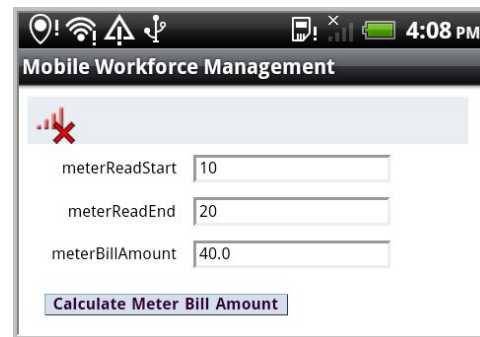 4:08 PM
Mobile Workforce Management
meterReadStart 10
meterReadEnd 20
meterBillAmount 40.0
Calculate Meter Bill Amount